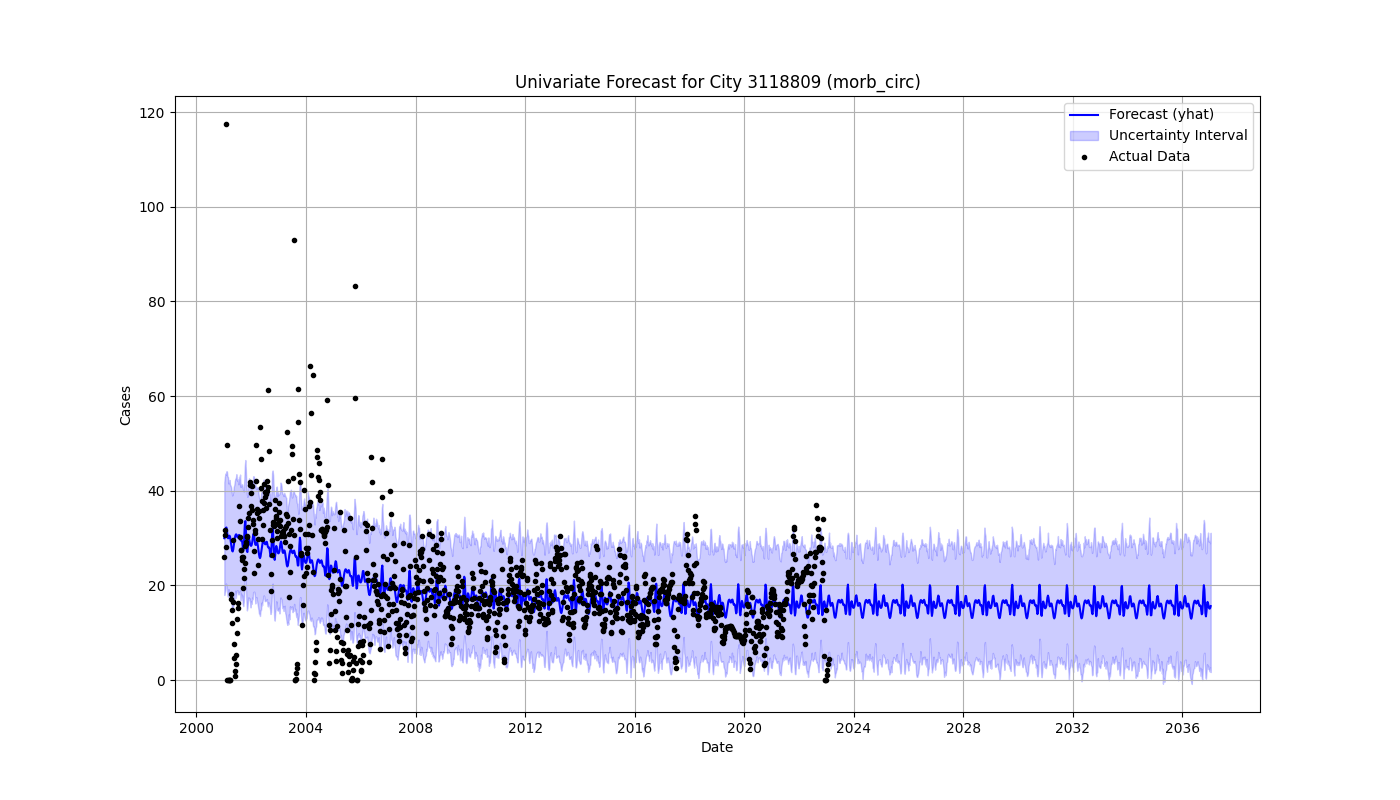 Univariate Forecast for City 3118809 (morb_circ)
Forecast (yhat)
Uncertainty Interval
Actual Data
Cases
120
100
80
60
40
20
0
2000 2004 2008 2012 2016 2020 2024 2028 2032 2036
Date